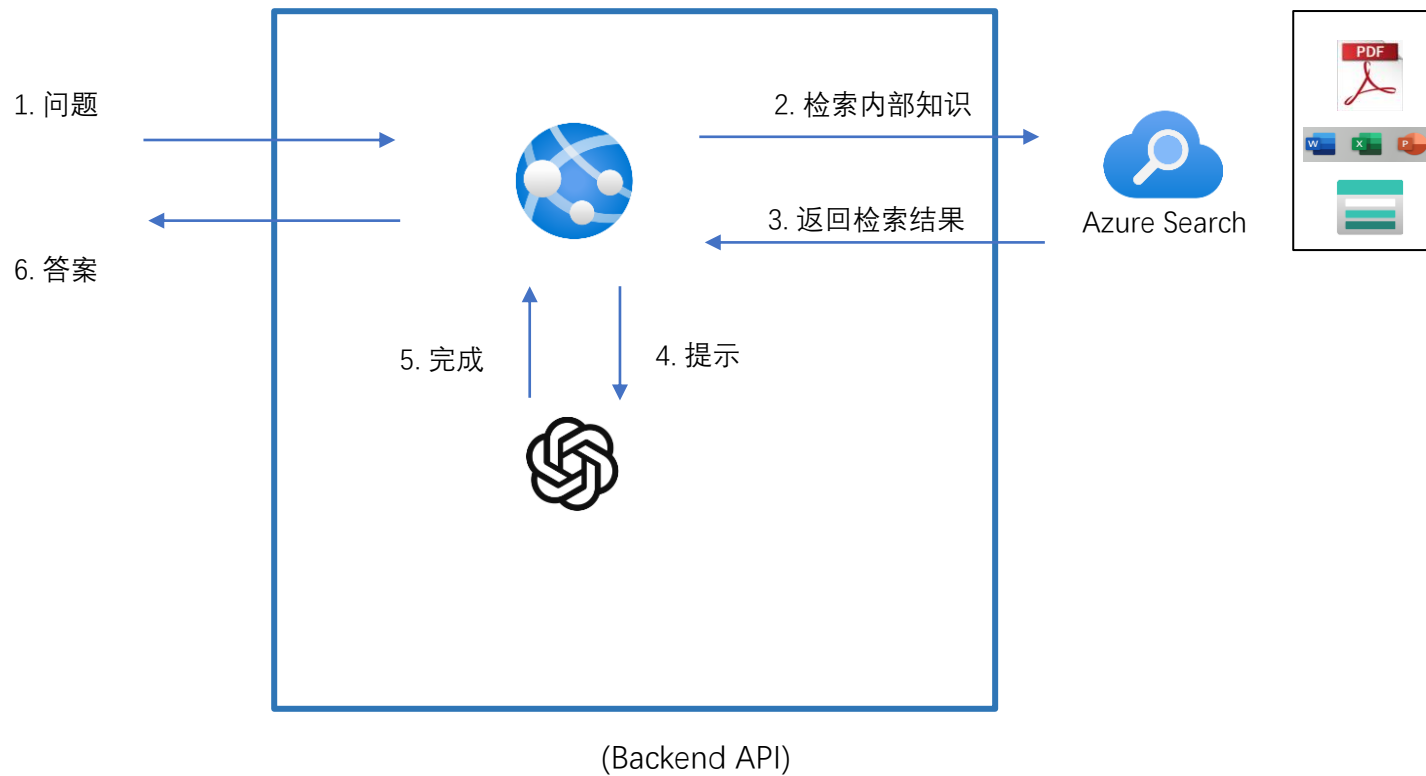 1. 问题
2. 检索内部知识
PDF
W
X
P
Azure Search
3. 返回检索结果
6. 答案
5. 完成
4. 提示
(Backend API)